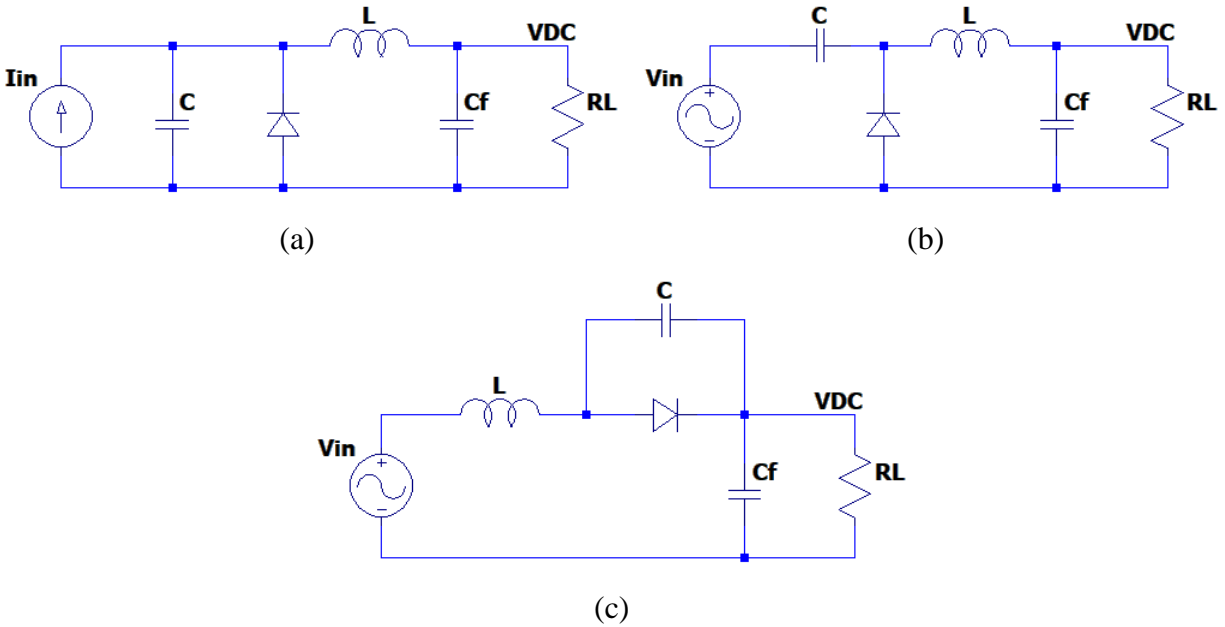 L VDC
Iin C Cf RL
(a)
C L VDC
Vin Cf RL
(b)
C
L VDC
Vin Cf RL
(c)